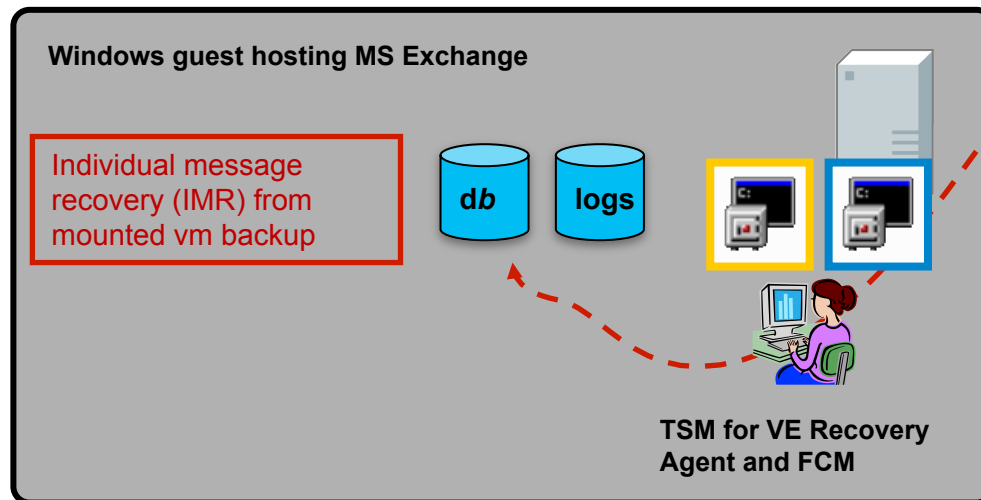 Windows guest hosting MS Exchange
Individual message
recovery (IMR) from
mounted vm backup
db
logs
C:
C:
TSM for VE Recovery
Agent and FCM